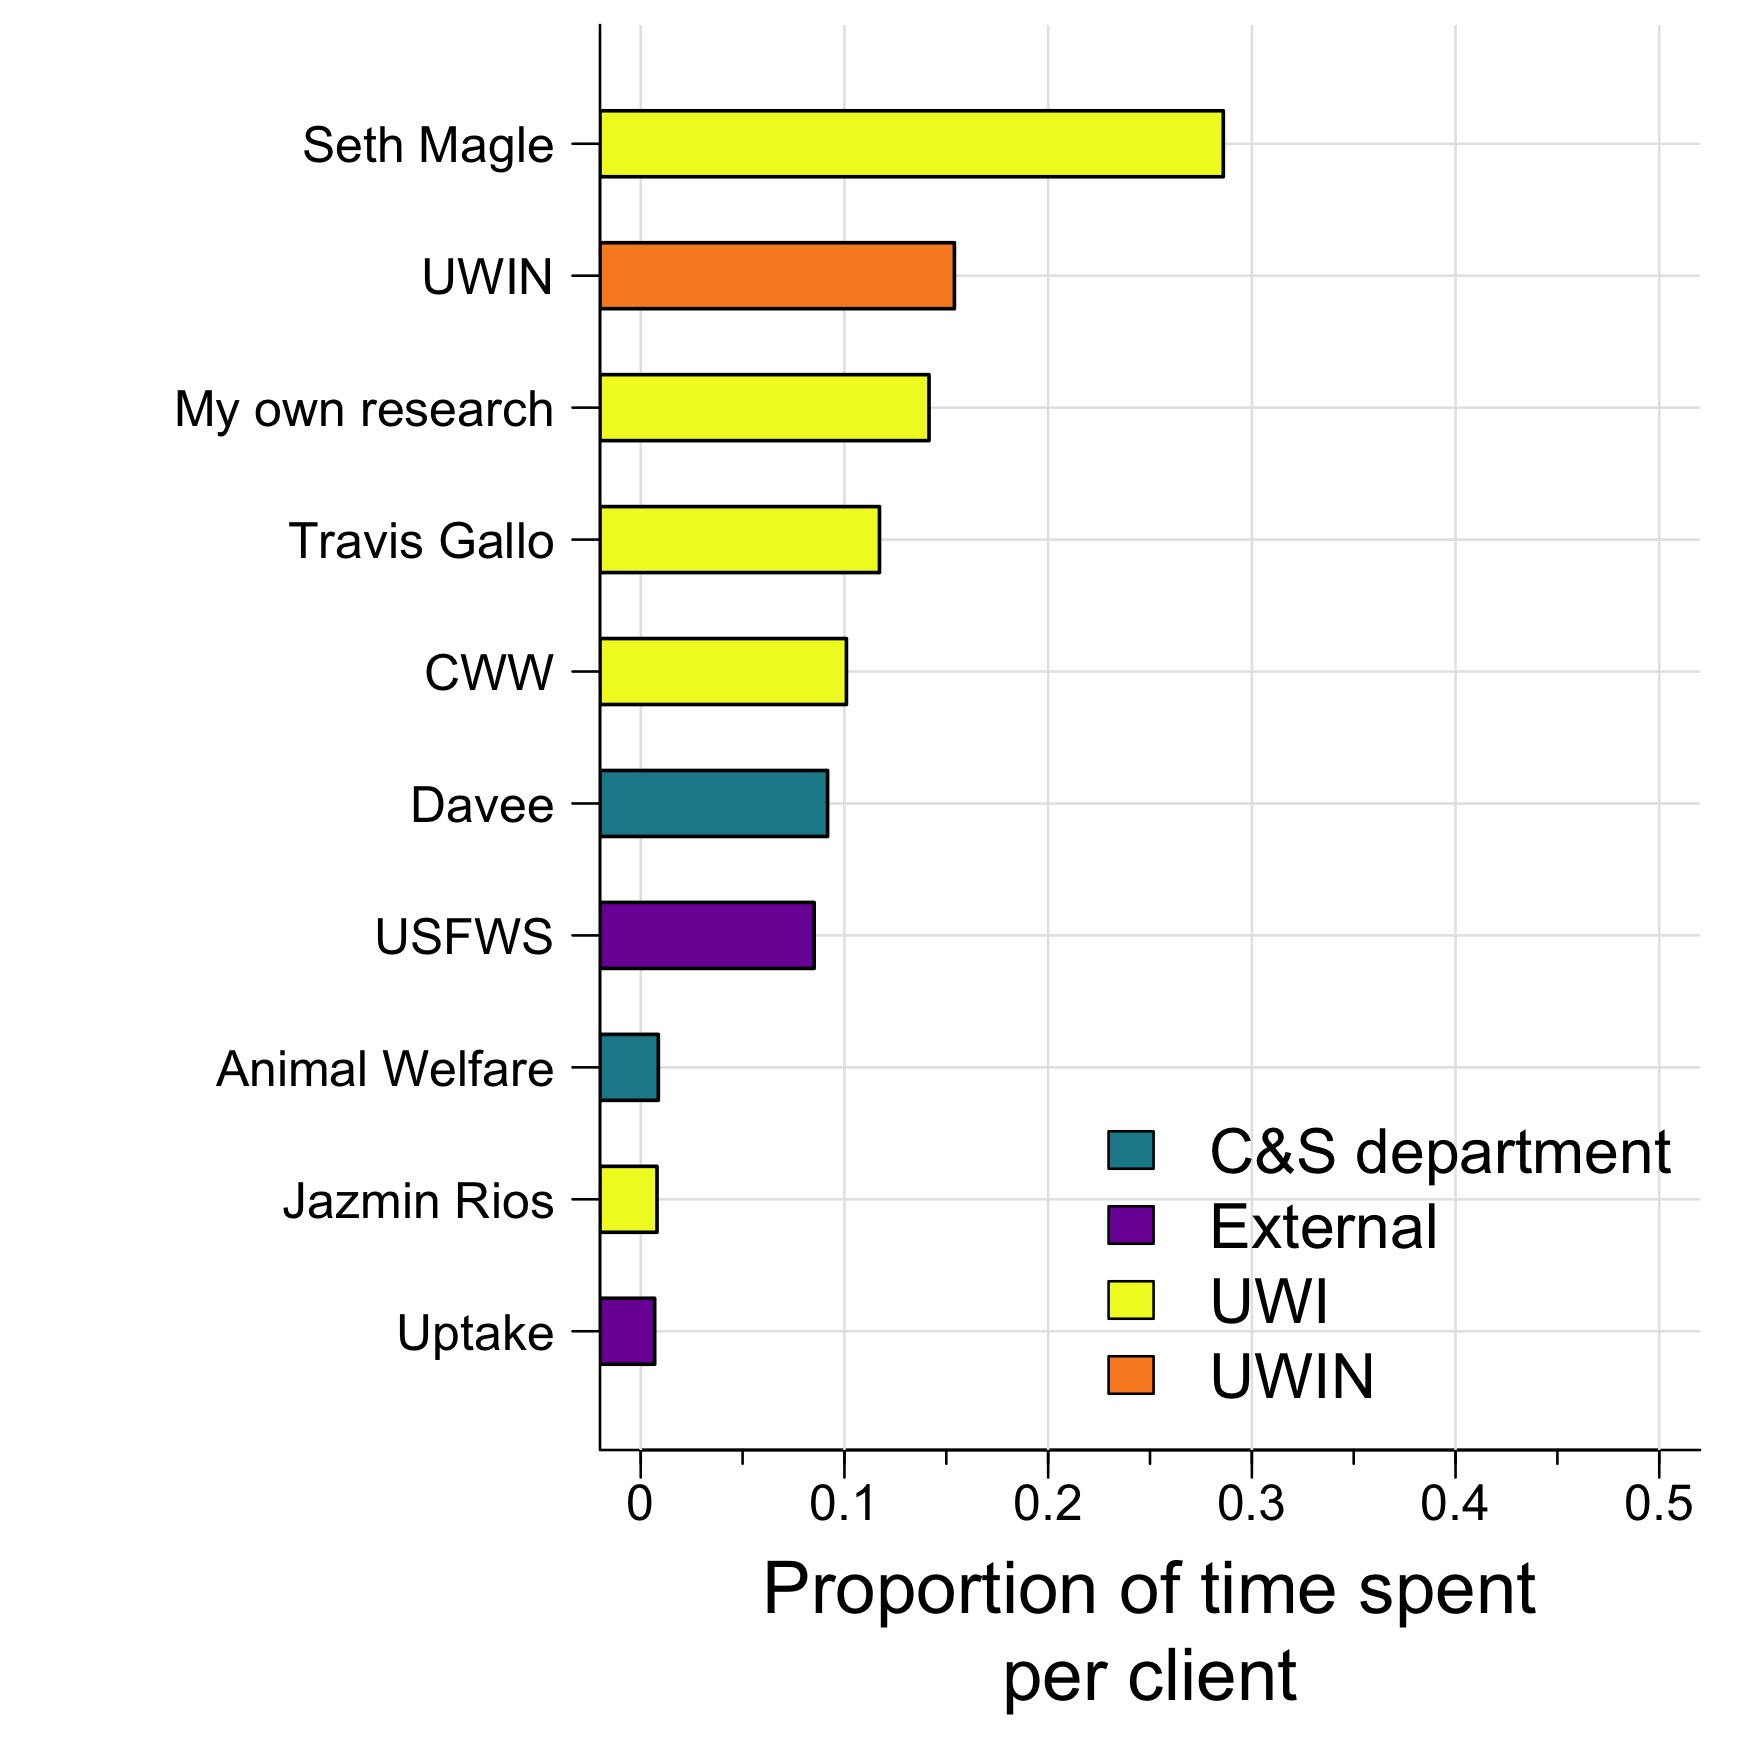 Seth Magle
UWIN
My own research
Travis Gallo
CWW
Davee
USFWS
Animal Welfare
Jazmin Rios
Uptake
C&S department
External
UWI
UWIN
0 0.1 0.2 0.3 0.4 0.5
Proportion of time spent
per client